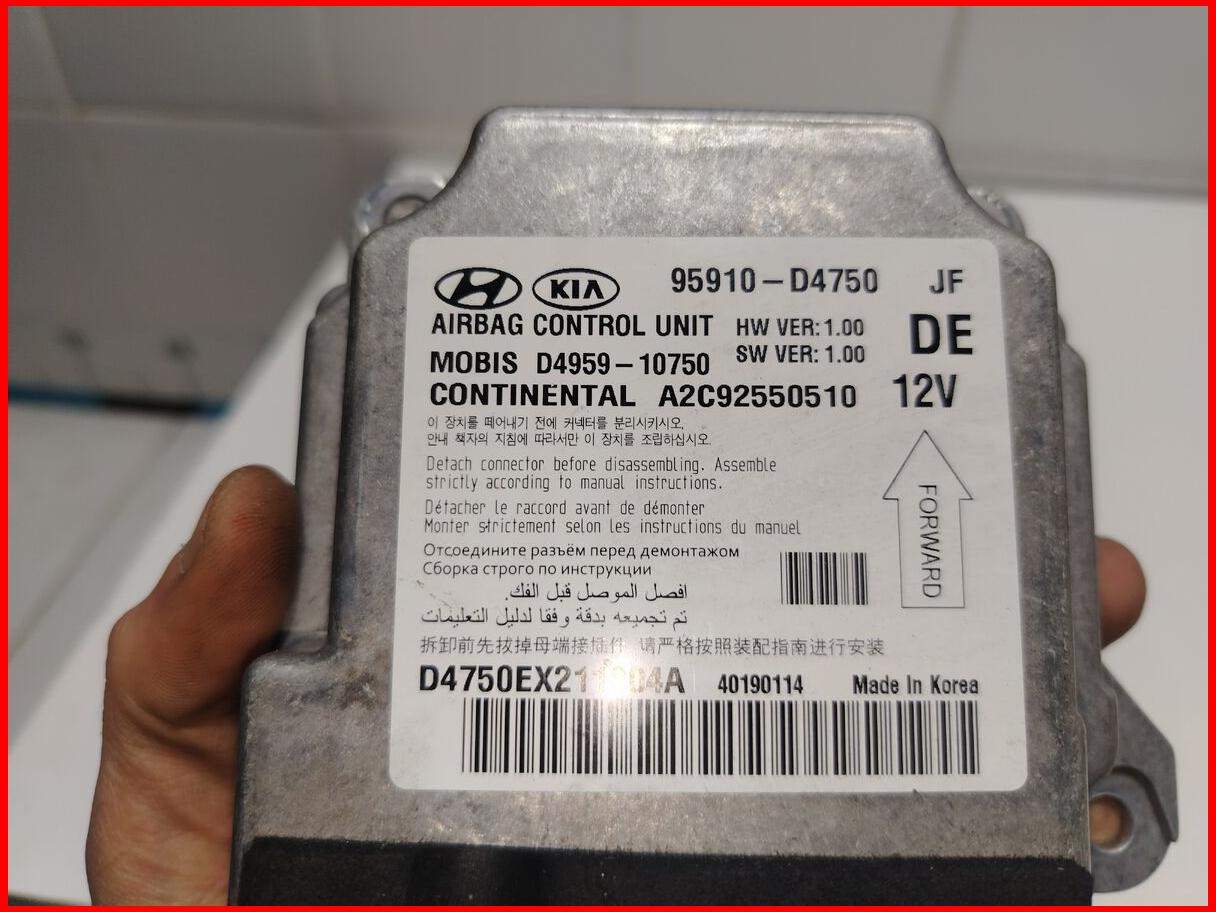 KIA 95910-D4750 JF
AIRBAG CONTROL UNIT HW VER: 1.00 DE
MOBIS D4959-10750 SW VER: 1.00
CONTINENTAL A2C92550510 12V
이 장치를 떼어내기 전에 커넥터를 분리시키시오,
안내 책자의 지침에 따라서만 이 장치를 조립하십시오
Detach connector before disassembling. Assemble
strictly according to manual instructions.
Détacher le raccord avant de démonter
Monter strictement selon les instructions du manuel
Отсоедините разъём перед демонтажом
Сборка строго по инструкции
افصل الموصل قبل الفك.
تم تجميعه بدقة وفقا لدليل التعليمات
拆卸前先拔掉母端接插件 请严格按照装配指南进行安装
FORWARD
40190114 Made In Korea